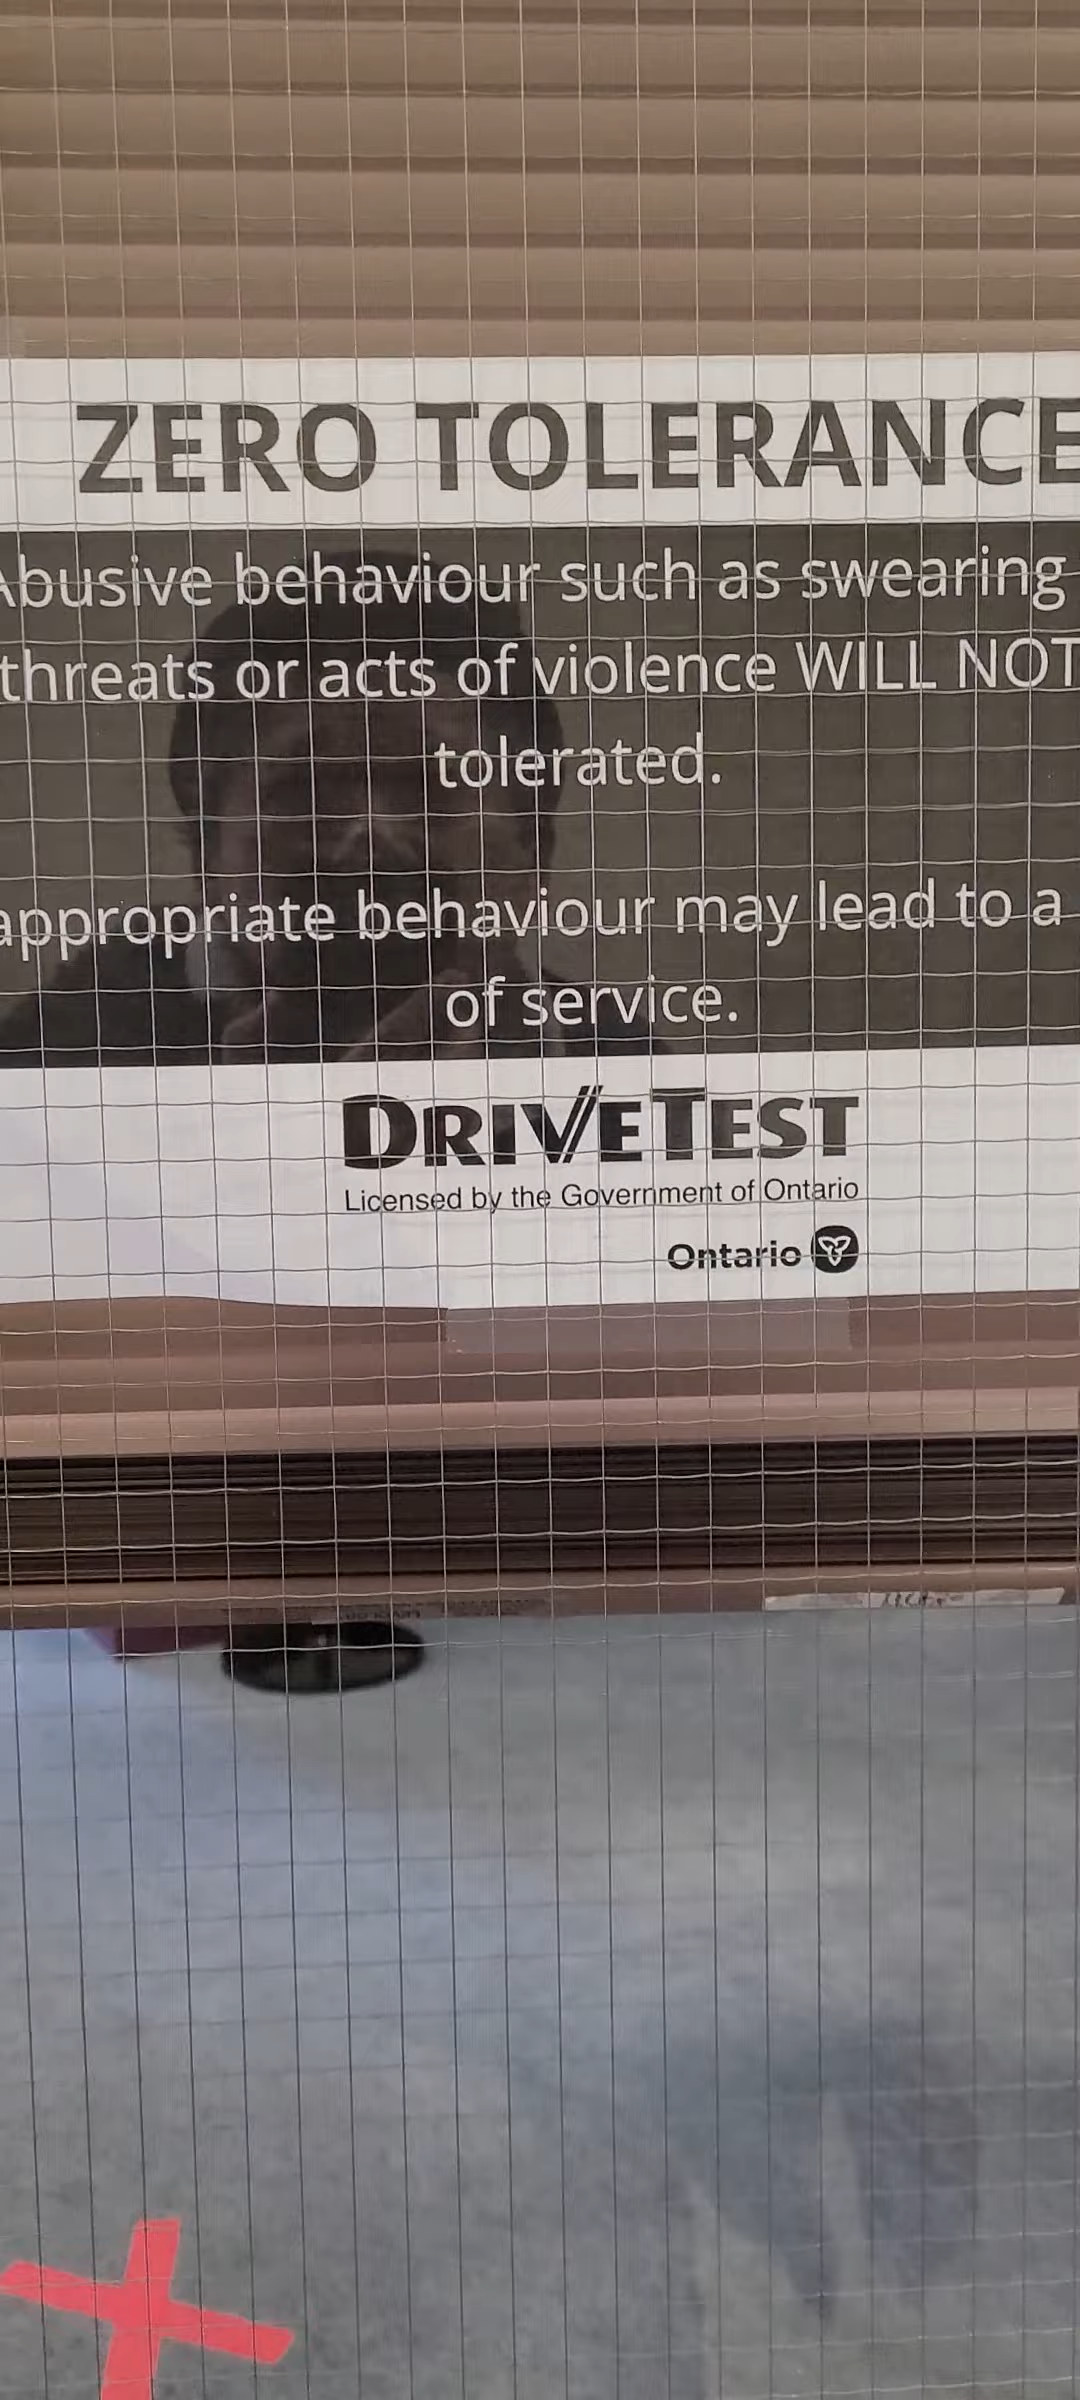 ZERO TOLERANCE
Abusive behaviour such as swearing
threats or acts of violence WILL NOT
tolerated.
appropriate behaviour may lead to a
of service.
DRIVETEST
Licensed by the Government of Ontario
Ontario